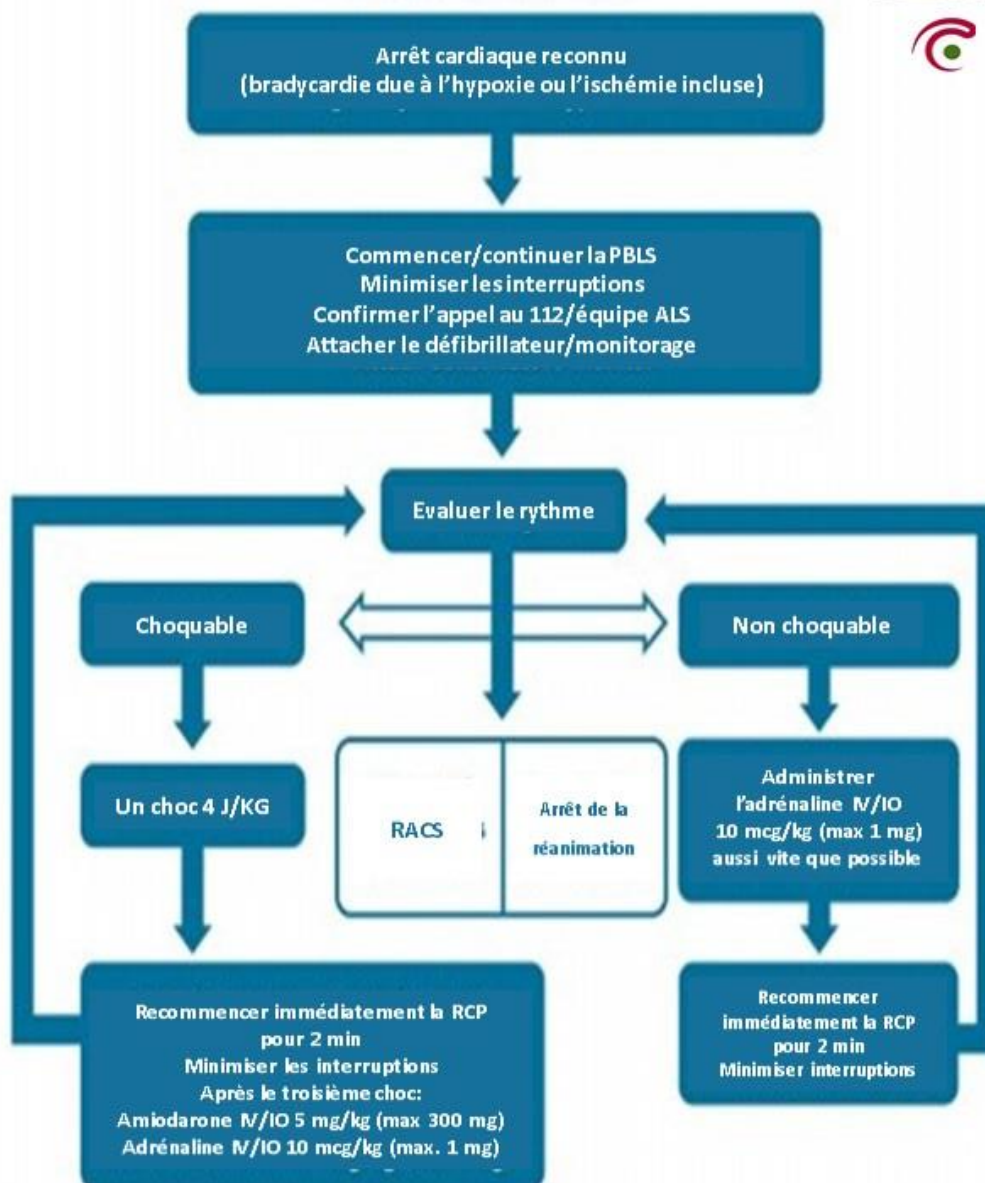 Arrêt cardiaque reconnu
(bradycardie due à l'hypoxie ou l'ischémie incluse)
Commencer/continuer la PBLS
Minimiser les interruptions
Confirmer l'appel au 112/équipe ALS
Attacher le défibrillateur/monitorage
Evaluer le rythme
Choquable
Non choquable
Un choc 4 J/KG
RACS
Arrêt de la
réanimation
Administrer
l'adrénaline IV/IO
10 mcg/kg (max 1 mg)
aussi vite que possible
Recommencer immédiatement la RCP
pour 2 min
Minimiser les interruptions
Après le troisième choc:
Amiodarone IV/IO 5 mg/kg (max 300 mg)
Adrénaline IV/IO 10 mcg/kg (max. 1 mg)
Recommencer
immédiatement la RCP
pour 2 min
Minimiser interruptions